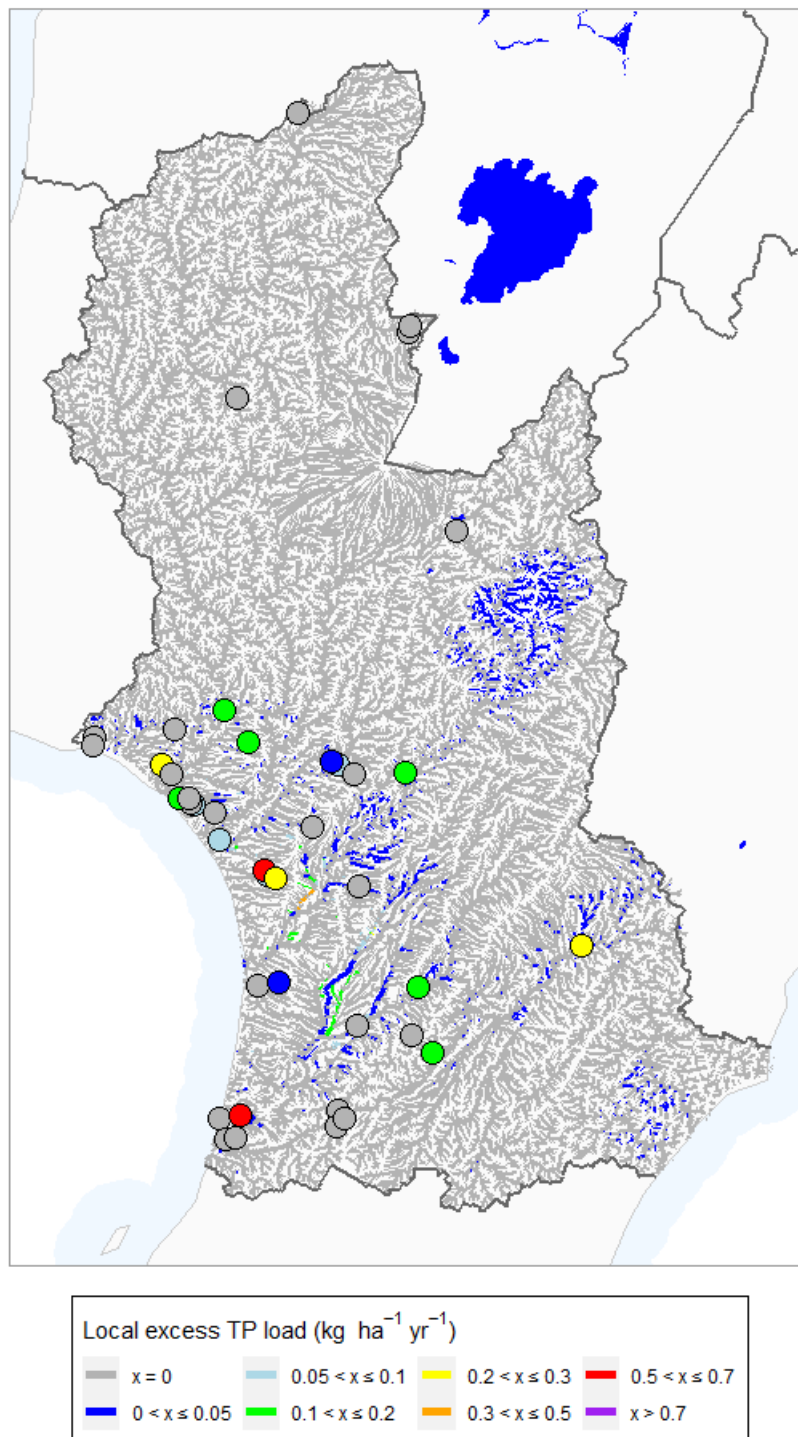 Local excess TP load (kg ha⁻¹ yr⁻¹)
x = 0
0.05 < x ≤ 0.1
0.2 < x ≤ 0.3
0.5 < x ≤ 0.7
0 < x ≤ 0.05
0.1 < x ≤ 0.2
0.3 < x ≤ 0.5
x > 0.7